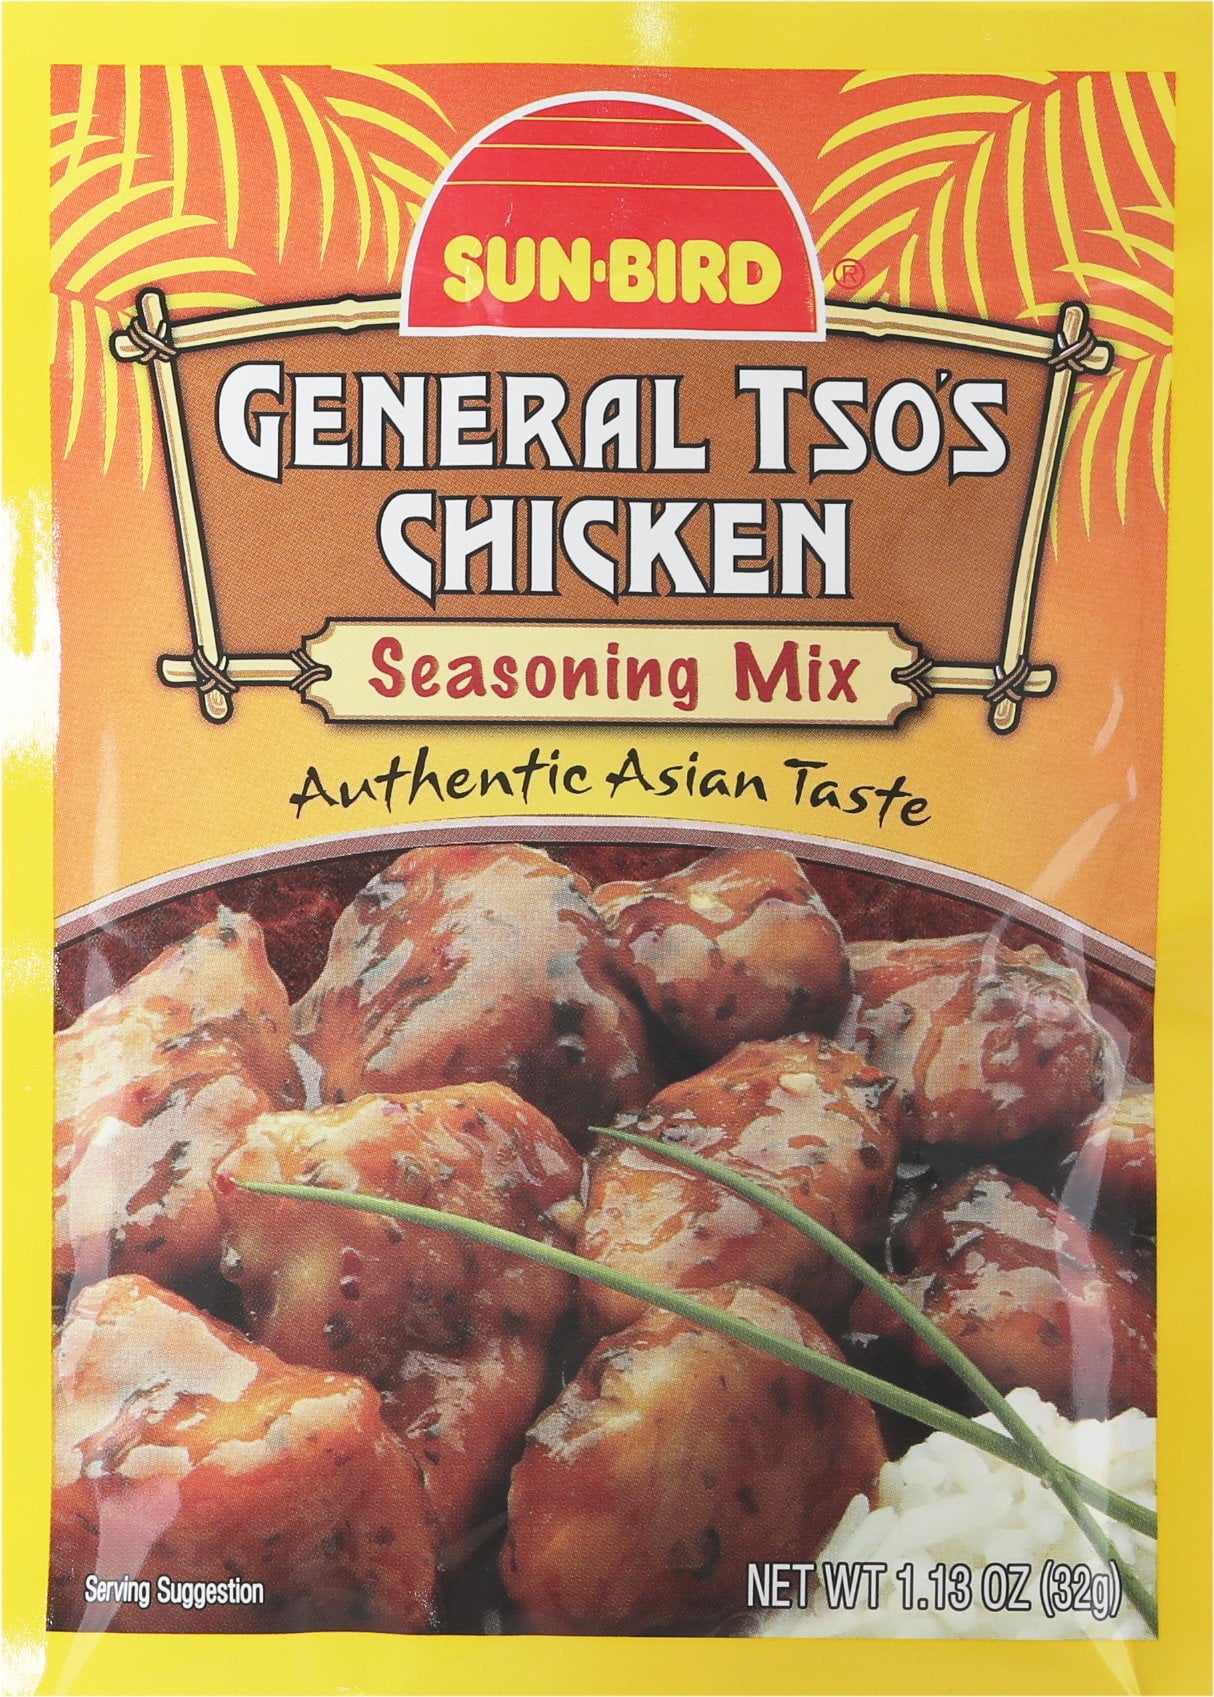 SUN·BIRD®
GENERAL TSO'S
CHICKEN
Seasoning Mix
Authentic Asian Taste
Serving Suggestion
NET WT 1.13 OZ (32g)